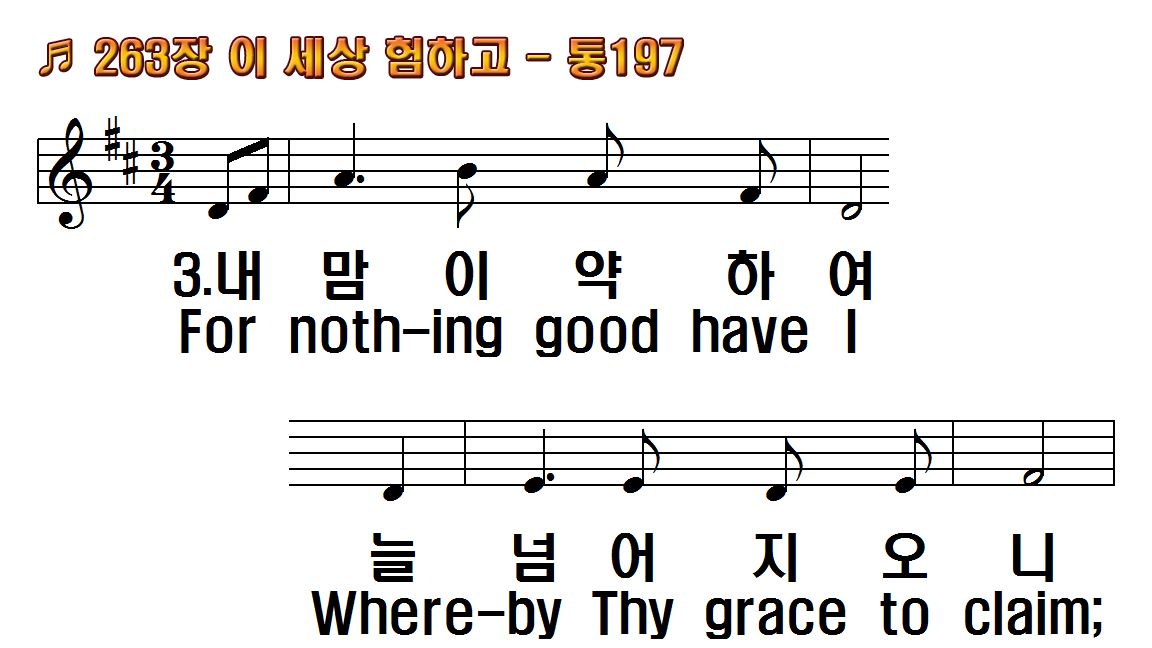 263장 이 세상 험하고 - 통197
3.내 맘 이 약 하 여
For noth-ing good have I
늘 넘 어 지 오 니
Where-by Thy grace to claim;